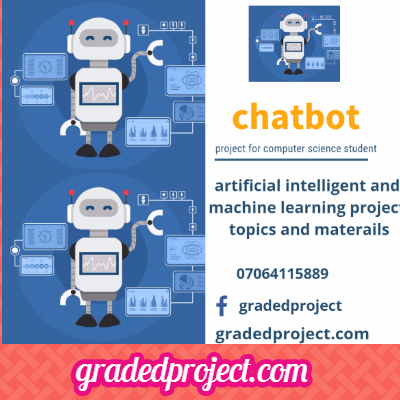 chatbot
project for computer science student
artificial intelligent and
machine learning project
topics and materails
07064115889
gradedproject
gradedproject.com
gradedproject.com